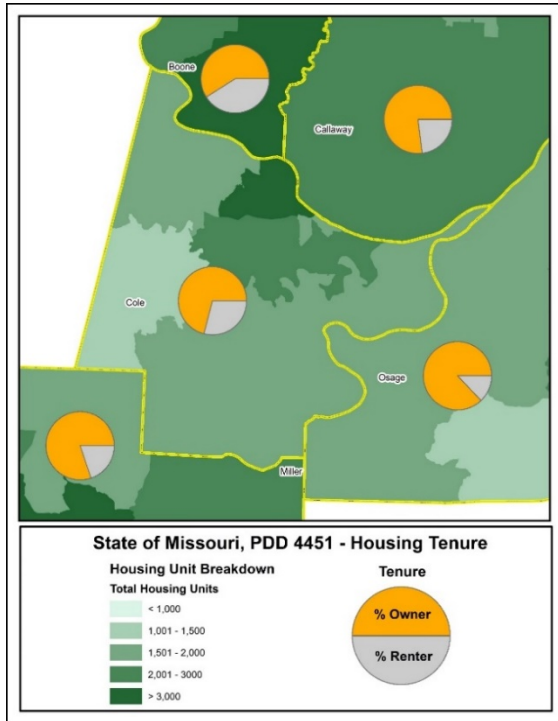 Boone
Callaway
Cole
Osage
Miller
State of Missouri, PDD 4451 - Housing Tenure
Housing Unit Breakdown
Total Housing Units
< 1,000
1,001 - 1,500
1,501 - 2,000
2,001 - 3000
> 3,000
Tenure
% Owner
% Renter